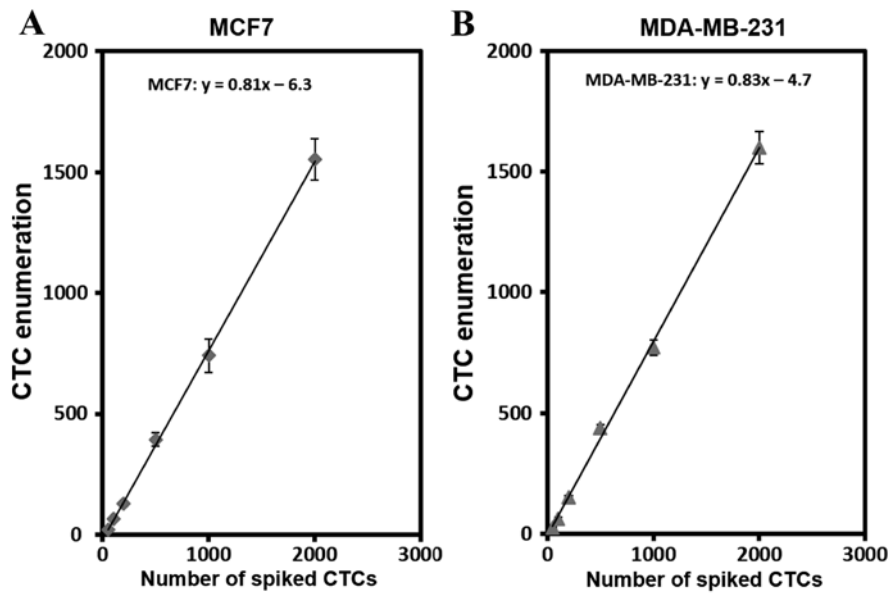 A
MCF7
2000
1500
1000
500
0
MCF7: y = 0.81x – 6.3
CTC enumeration
0
1000
2000
3000
Number of spiked CTCs
B
MDA-MB-231
2000
1500
1000
500
0
MDA-MB-231: y = 0.83x – 4.7
CTC enumeration
0
1000
2000
3000
Number of spiked CTCs